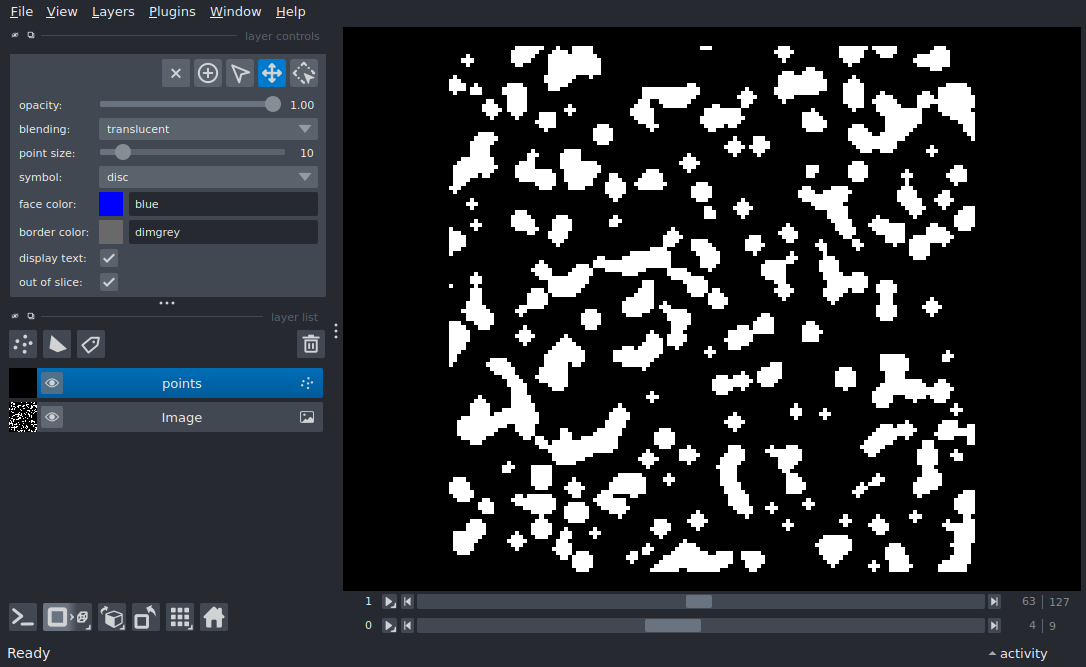 File View Layers Plugins Window Help
layer controls
opacity: 1.00
blending: translucent
point size: 10
symbol: disc
face color: blue
border color: dimgrey
display text:
out of slice:
layer list
points
Image
1 63 127
0 4 9
Ready activity